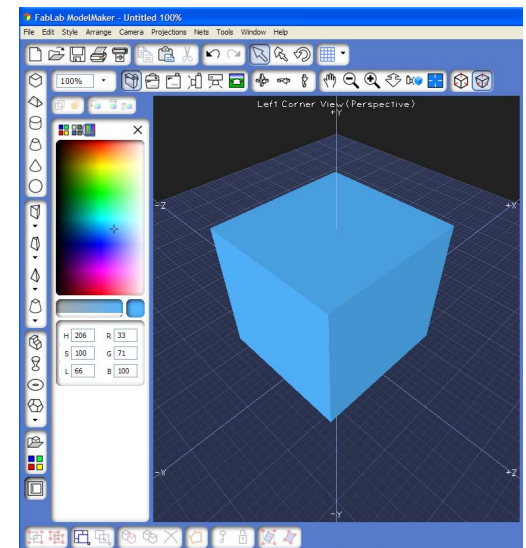 FabLab ModelMaker - Untitled 100%
File Edit Style Arrange Camera Projections Nets Tools Window Help
100%
Left Corner View (Perspective)
+Y
-Z
+X
H 206 R 33
S 100 G 71
L 66 B 100
-X
+Z
-Y